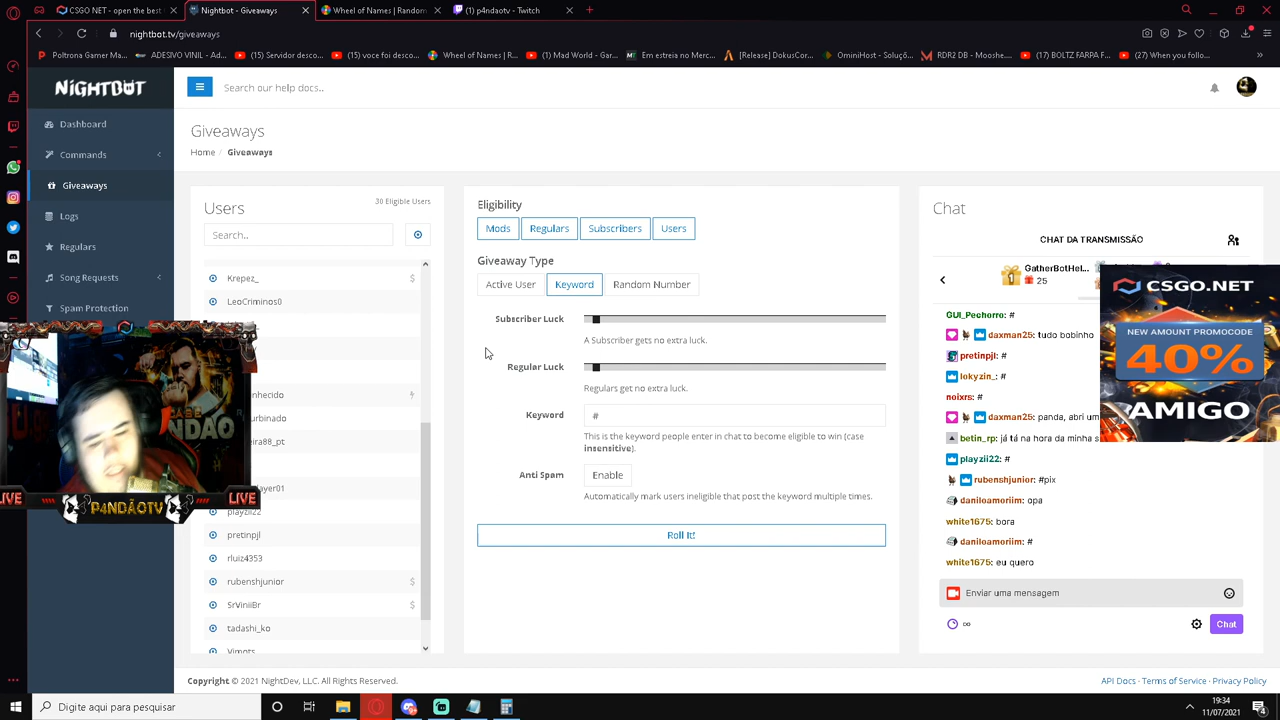 CSGO.NET - open the best
Nightbot - Giveaways
Wheel of Names | Random
(1) p4ndaotv - Twitch
nightbot.tv/giveaways
Poltrona Gamer Ma...
ADESIVO VINIL - Ad...
(15) Servidor desco...
(15) voce foi desco...
Wheel of Names | R...
(1) Mad World - Gar...
Em estreia no Merc...
[Release] DokusCor...
OminiHost - Soluçõ...
RDR2 DB - Mooshe...
(17) BOLTZ FARPA F...
(27) When you follo...
NIGHTBOT
Search our help docs..
Dashboard
Commands
Giveaways
Logs
Regulars
Song Requests
Spam Protection
Giveaways
Home / Giveaways
Users
30 Eligible Users
Search..
Krepez_
LeoCriminos0
pretinpjl
rluiz4353
rubenshjunior
SrViniiBr
tadashi_ko
Vimots
LIVE
P4NDÃOTV
LIVE
Eligibility
Mods
Regulars
Subscribers
Users
Giveaway Type
Active User
Keyword
Random Number
Subscriber Luck
A Subscriber gets no extra luck.
Regular Luck
Regulars get no extra luck.
Keyword
#
This is the keyword people enter in chat to become eligible to win [case
insensitive].
Anti Spam
Enable
Automatically mark users ineligible that post the keyword multiple times.
Roll It!
Chat
CHAT DA TRANSMISSÃO
GatherBotHel...
25
GUI_Pechorro: #
daxman25: tudo bobinho
pretinpjl: #
lokyzin_: #
noixrs: #
daxman25: panda, abri um
betin_rp: já tá na hora da minha s
playzii22: #
rubenshjunior: #pix
daniloamoriim: opa
white1675: bora
daniloamoriim: #
white1675: eu quero
Enviar uma mensagem
Chat
CSGO.NET
NEW AMOUNT PROMOCODE
40%
AMIGO
Copyright © 2021 NightDev, LLC. All Rights Reserved.
API Docs - Terms of Service - Privacy Policy
Digite aqui para pesquisar
19:34
11/07/2021
4